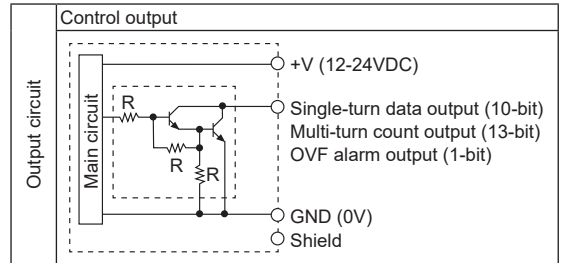 Control output
Output circuit
Main circuit
+V (12-24VDC)
R
Single-turn data output (10-bit)
Multi-turn count output (13-bit)
OVF alarm output (1-bit)
R
R
GND (0V)
Shield